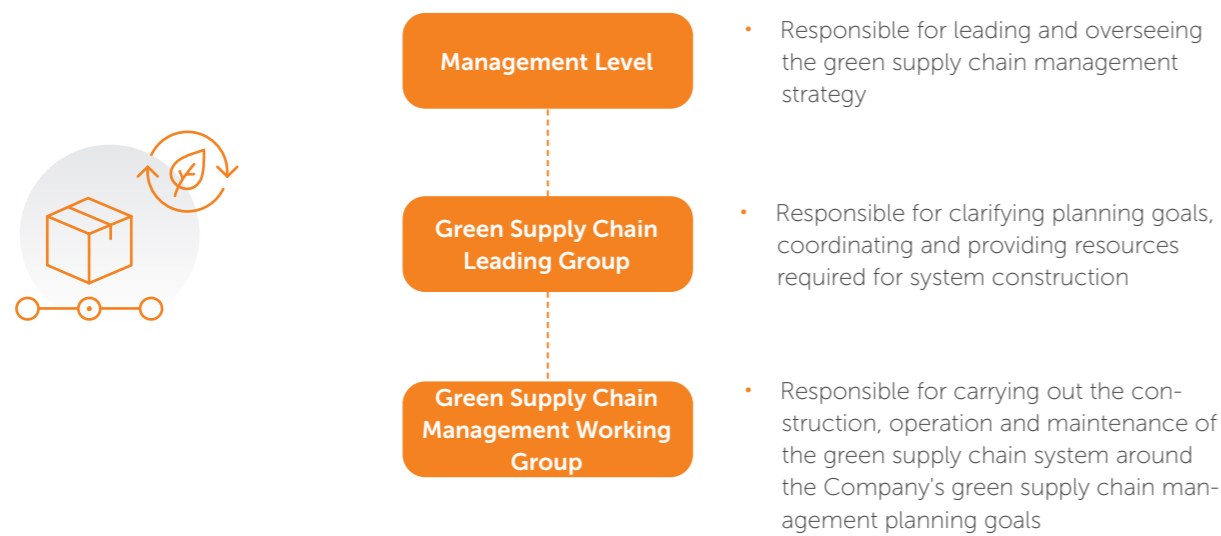 Management Level
• Responsible for leading and overseeing
the green supply chain management
strategy
Green Supply Chain
Leading Group
• Responsible for clarifying planning goals,
coordinating and providing resources
required for system construction
Green Supply Chain
Management Working
Group
• Responsible for carrying out the con-
struction, operation and maintenance of
the green supply chain system around
the Company's green supply chain man-
agement planning goals